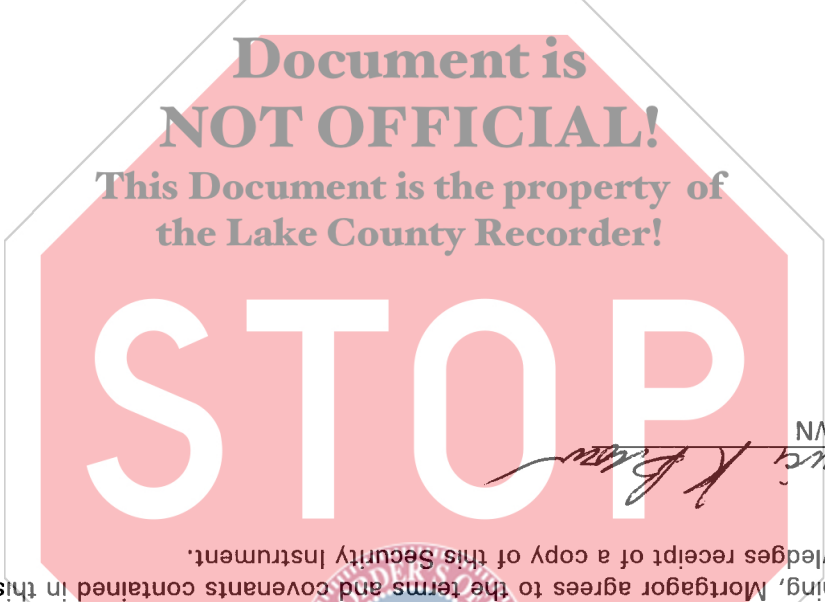 Document is
NOT OFFICIAL!
This Document is the property of
the Lake County Recorder!
STOP
ing, Mortgagor agrees to the terms and covenants contained in this
ledges receipt of a copy of this Security Instrument.
DER'S O